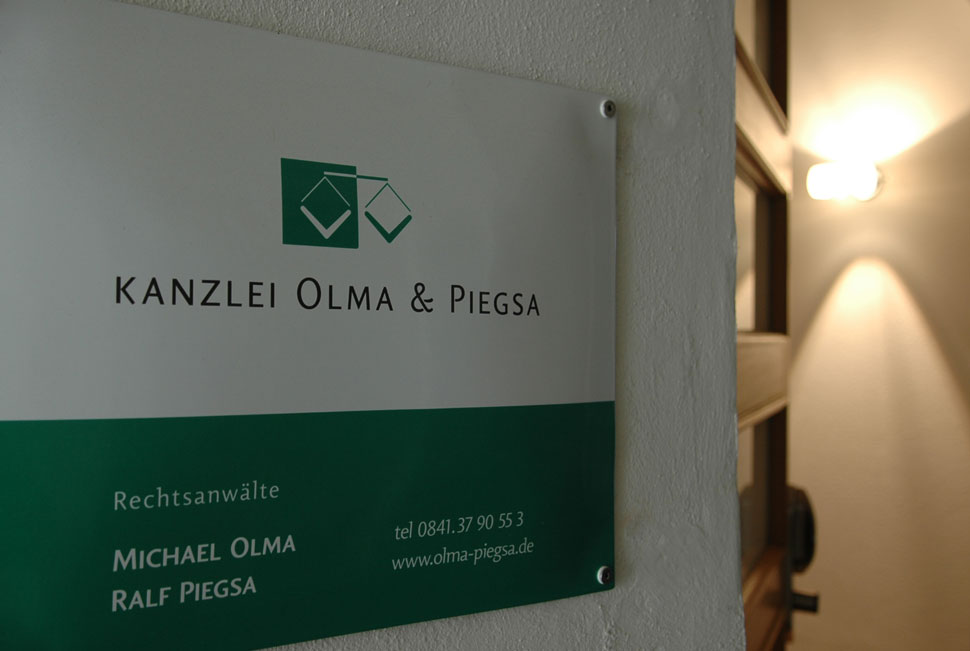 KANZLEI OLMA & PIEGSA
Rechtsanwälte
MICHAEL OLMA
RALF PIEGSA
tel 0841.37 90 55 3
www.olma-piegsa.de